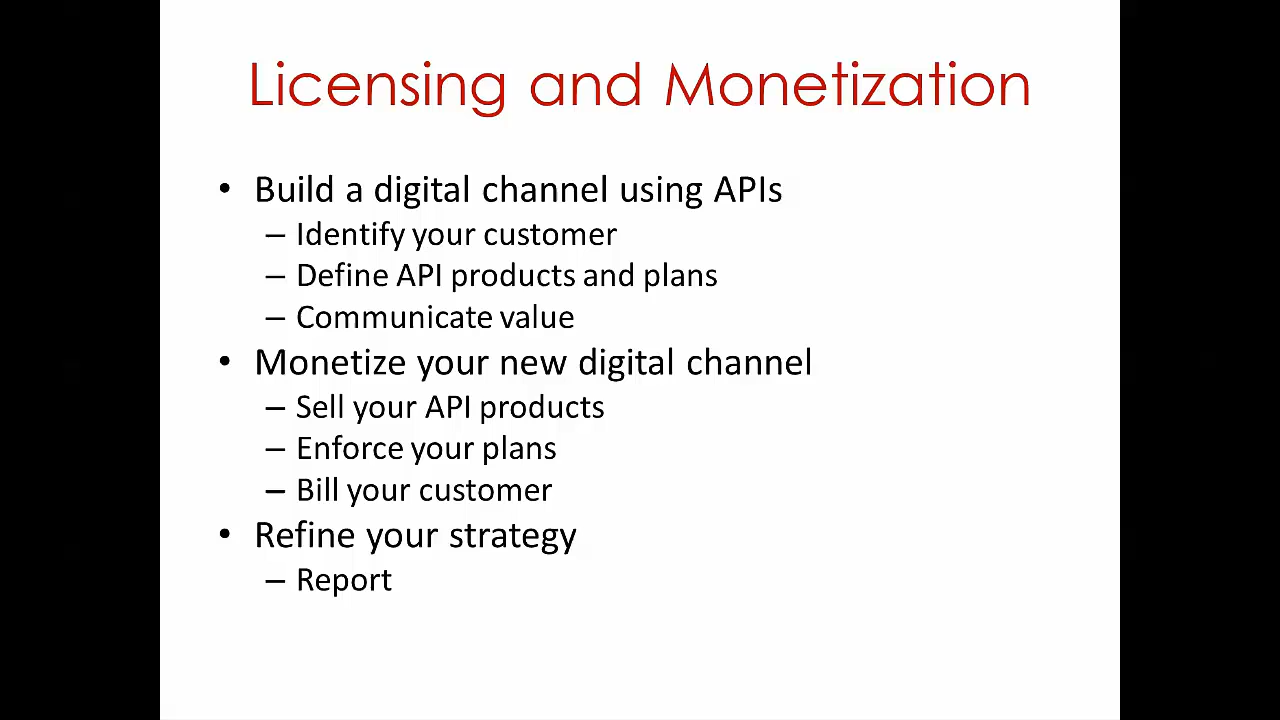 Licensing and Monetization
• Build a digital channel using APIs
– Identify your customer
– Define API products and plans
– Communicate value
• Monetize your new digital channel
– Sell your API products
– Enforce your plans
– Bill your customer
• Refine your strategy
– Report